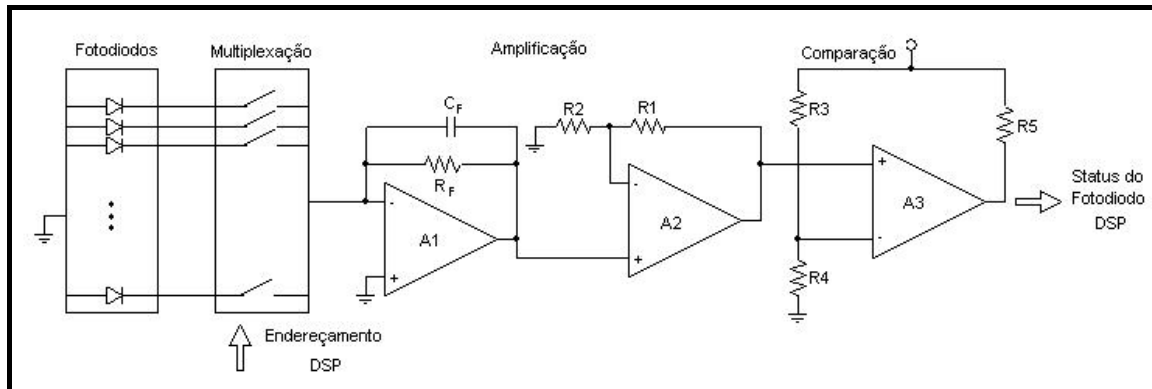 Fotodiodos
Multiplexação
Amplificação
Comparação
C F
R F
R2
R1
R3
R5
R4
-
+
A1
-
+
A2
+
-
A3
Status do
Fotodiodo
DSP
Endereçamento
DSP